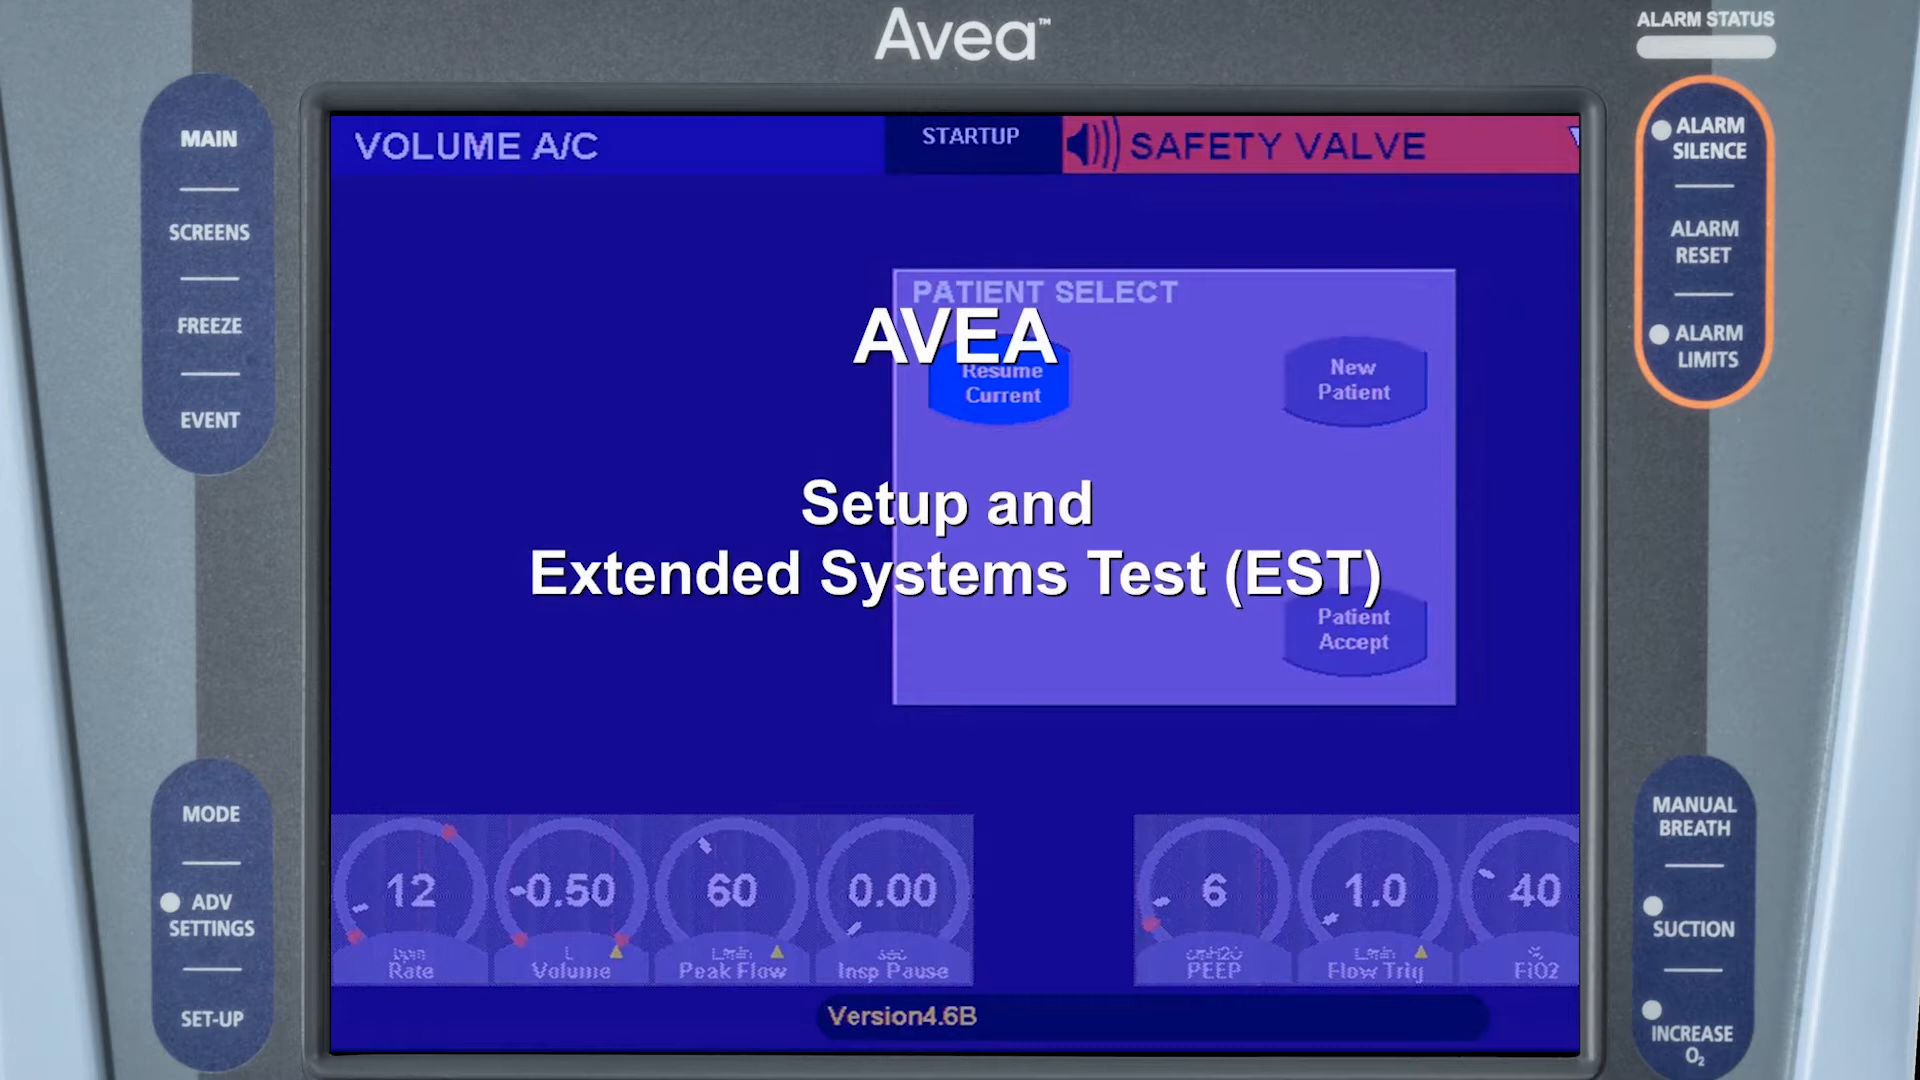 Avea™
ALARM STATUS
MAIN
SCREENS
FREEZE
EVENT
MODE
ADV
SETTINGS
SET-UP
VOLUME A/C
STARTUP
SAFETY VALVE
PATIENT SELECT
Resume
Current
New
Patient
Patient
Accept
AVEA
Setup and
Extended Systems Test (EST)
12
bpm
Rate
0.50
L
Volume
60
L/min
Peak Flow
0.00
sec
Insp Pause
6
cmH2O
PEEP
1.0
L/min
Flow Trig
40
%
FiO2
Version4.6B
ALARM
SILENCE
ALARM
RESET
ALARM
LIMITS
MANUAL
BREATH
SUCTION
INCREASE
O₂